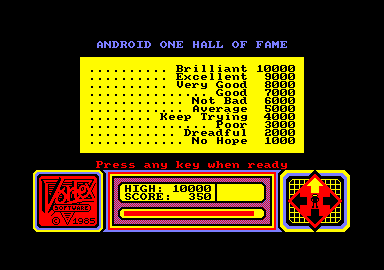 ANDROID ONE HALL OF FAME
.......... Brilliant 10000
.......... Excellent  9000
.......... Very Good  8000
............... Good  7000
............ Not Bad  6000
............ Average  5000
........ Keep Trying  4000
............... Poor  3000
........... Dreadful  2000
............ No Hope  1000
Press any key when ready
HIGH: 10000
SCORE:   350
Vortex
SOFTWARE
© 1985